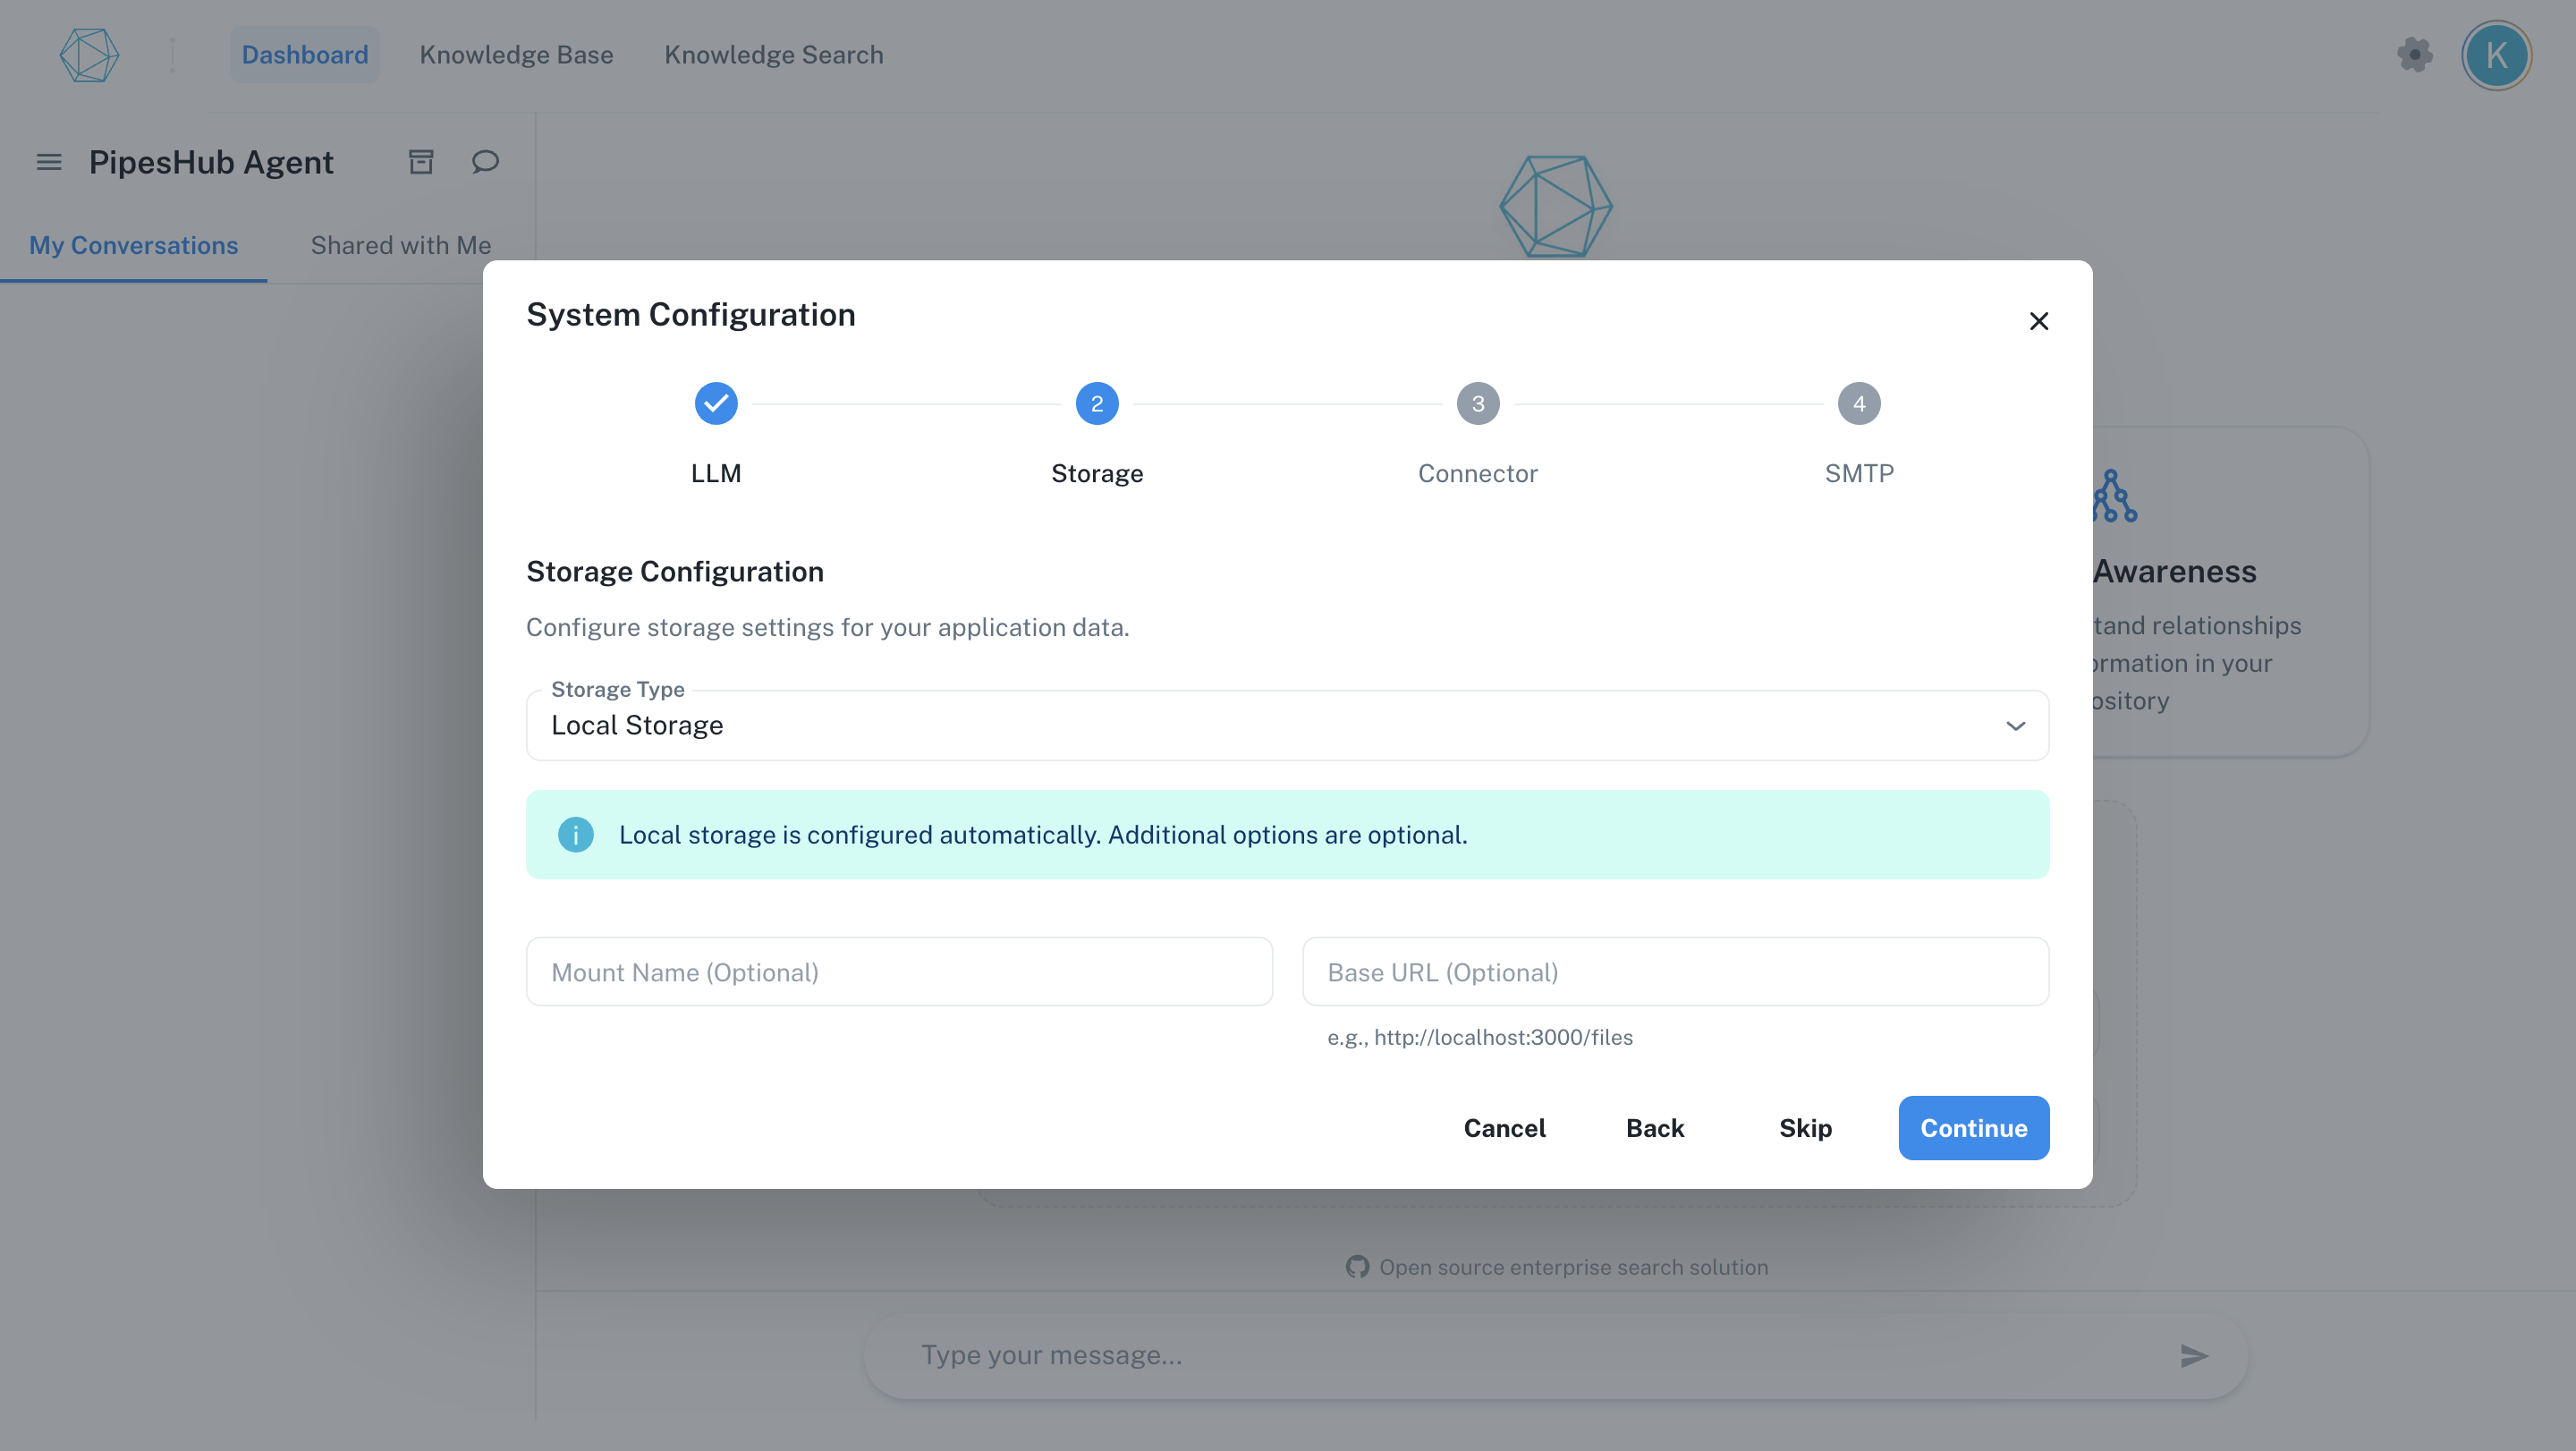 Dashboard
Knowledge Base
Knowledge Search
K
PipesHub Agent
My Conversations
Shared with Me
System Configuration
2
3
4
LLM
Storage
Connector
SMTP
Storage Configuration
Configure storage settings for your application data.
Storage Type
Local Storage
Local storage is configured automatically. Additional options are optional.
Mount Name (Optional)
Base URL (Optional)
e.g., http://localhost:3000/files
Cancel
Back
Skip
Continue
Awareness
tand relationships
ormation in your
ository
Open source enterprise search solution
Type your message...